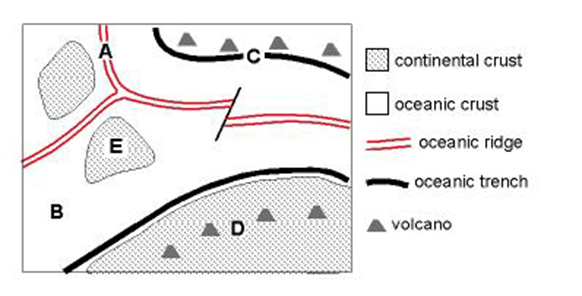 A
C
continental crust
oceanic crust
E
oceanic ridge
oceanic trench
B
D
volcano